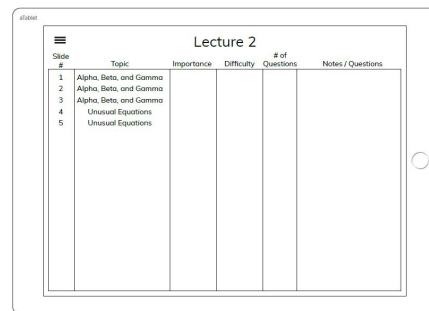 aTablet
Lecture 2
Slide # Topic Importance Difficulty # of Questions Notes / Questions
1 Alpha, Beta, and Gamma
2 Alpha, Beta, and Gamma
3 Alpha, Beta, and Gamma
4 Unusual Equations
5 Unusual Equations